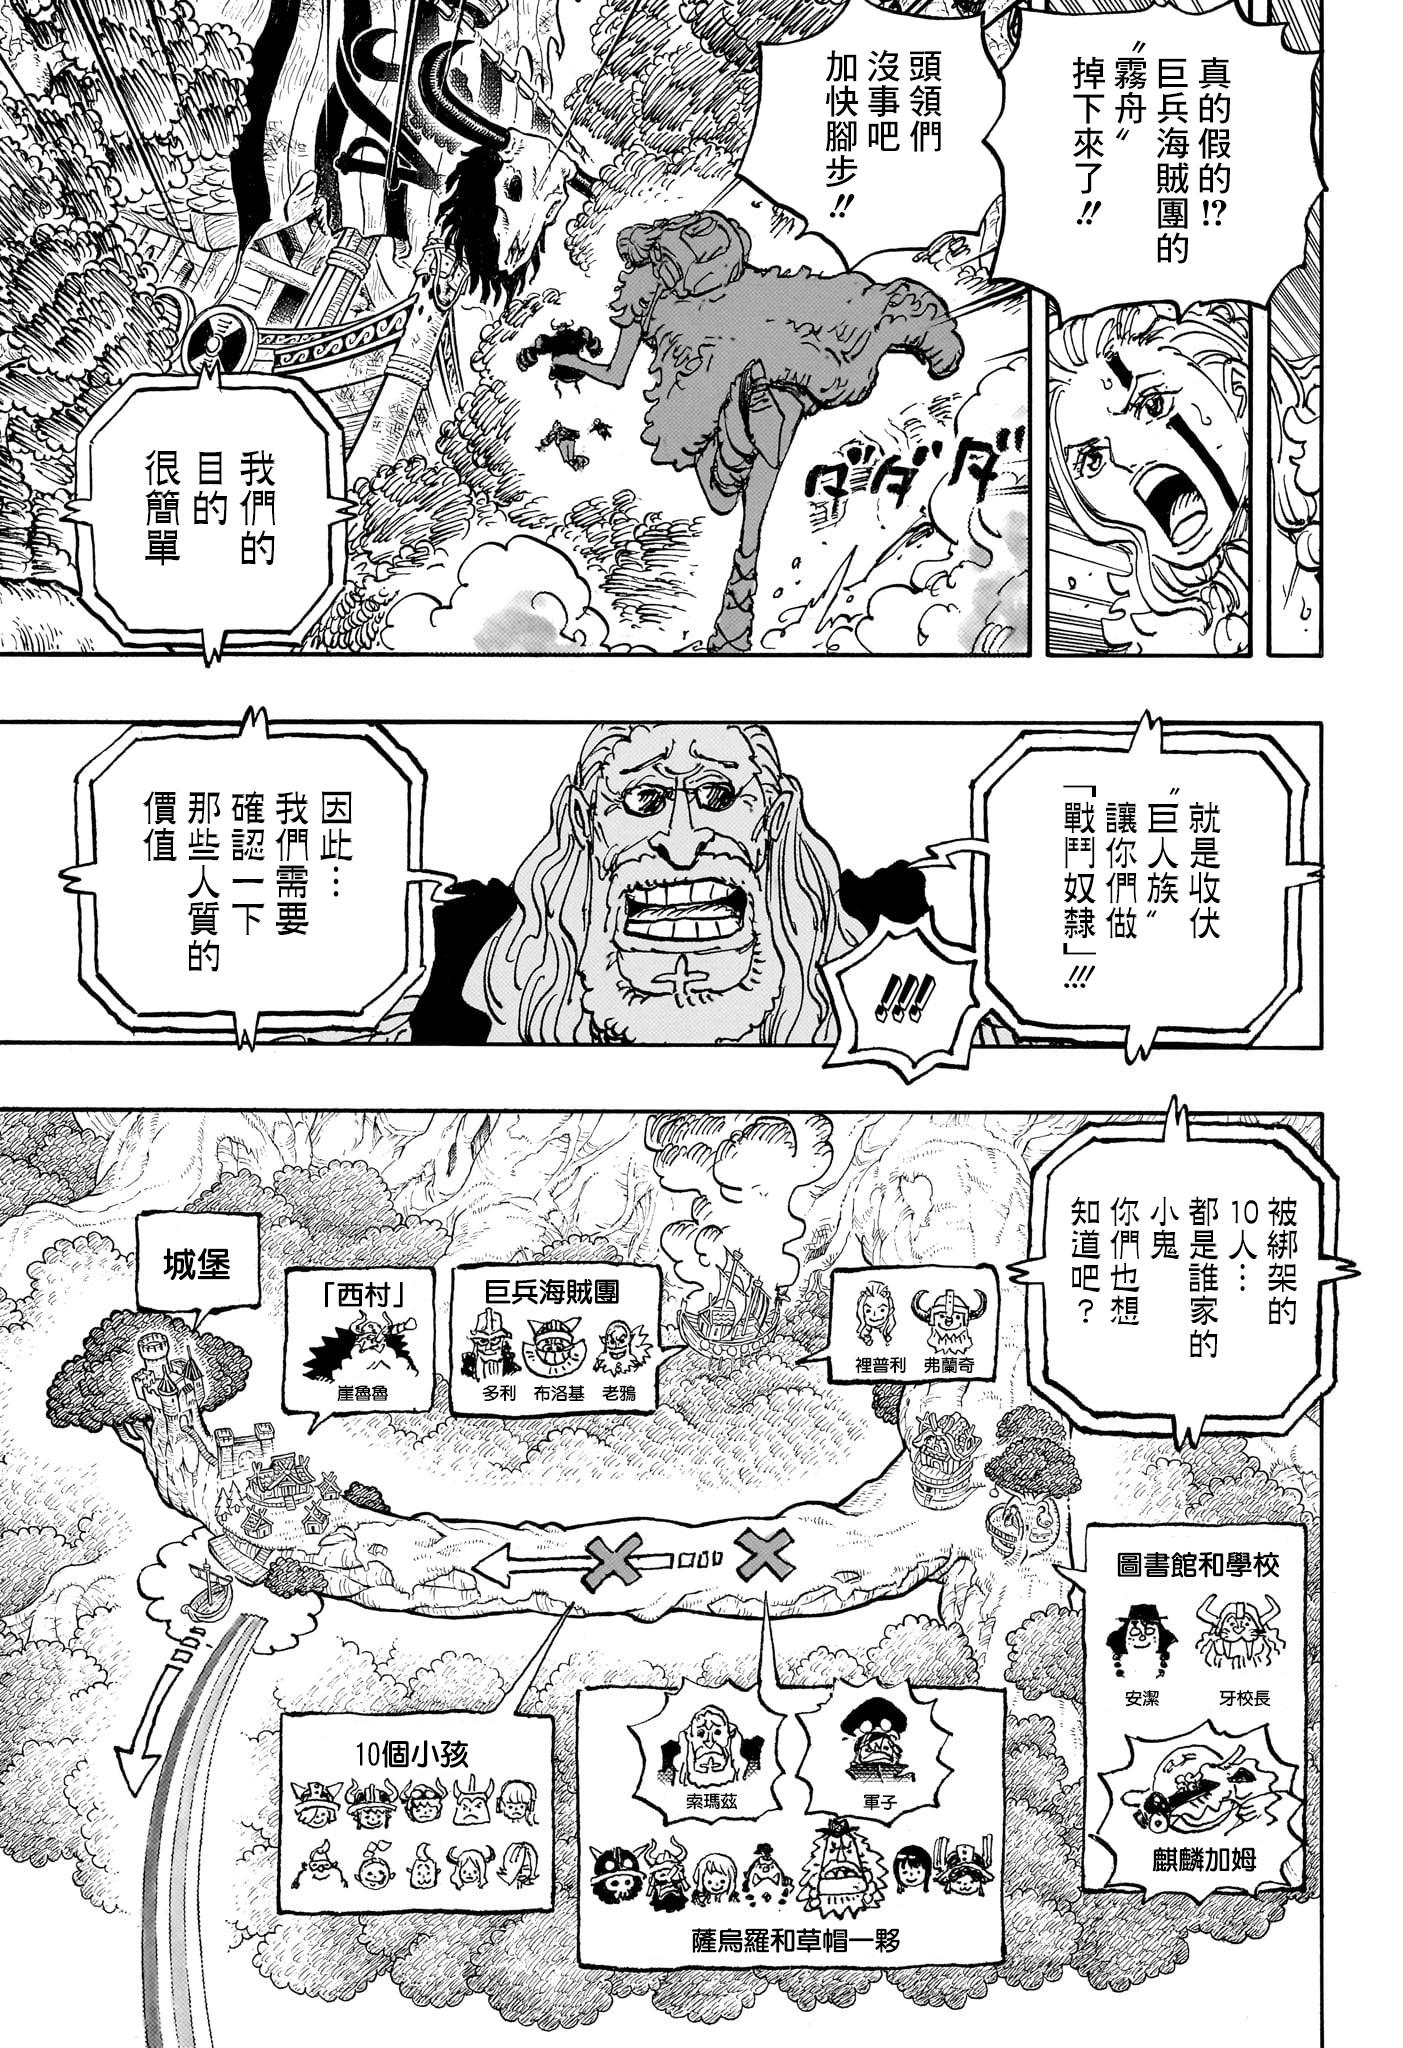 真的假的!?
巨兵海賊團的
〝霧舟〞
掉下來了!!
頭領們
沒事吧
加快腳步!!
ダダダダ
我們的
目的
很簡單
就是收伏
〝巨人族〞
讓你們做
「戰鬥奴隸」!!!
!!!
因此…
我們需要
確認一下
那些人質的
價值
被綁架的
10人…
都是誰家的
小鬼
你們也想
知道吧？
城堡
「西村」
崖魯魯
巨兵海賊團
多利
布洛基
老鴉
裡普利
弗蘭奇
圖書館和學校
安潔
牙校長
麒麟加姆
10個小孩
索瑪茲
軍子
薩烏羅和草帽一夥